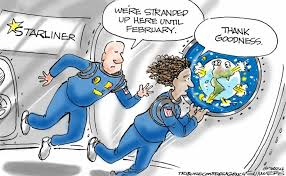 STARLINER
WE'RE STRANDED
UP HERE UNTIL
FEBRUARY.
THANK
GOODNESS.